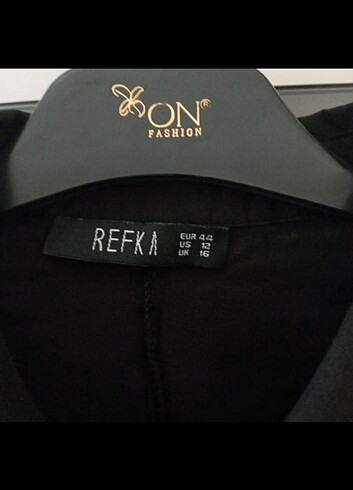 ON®
FASHION
REFKA
EUR 44
US 12
UK 16